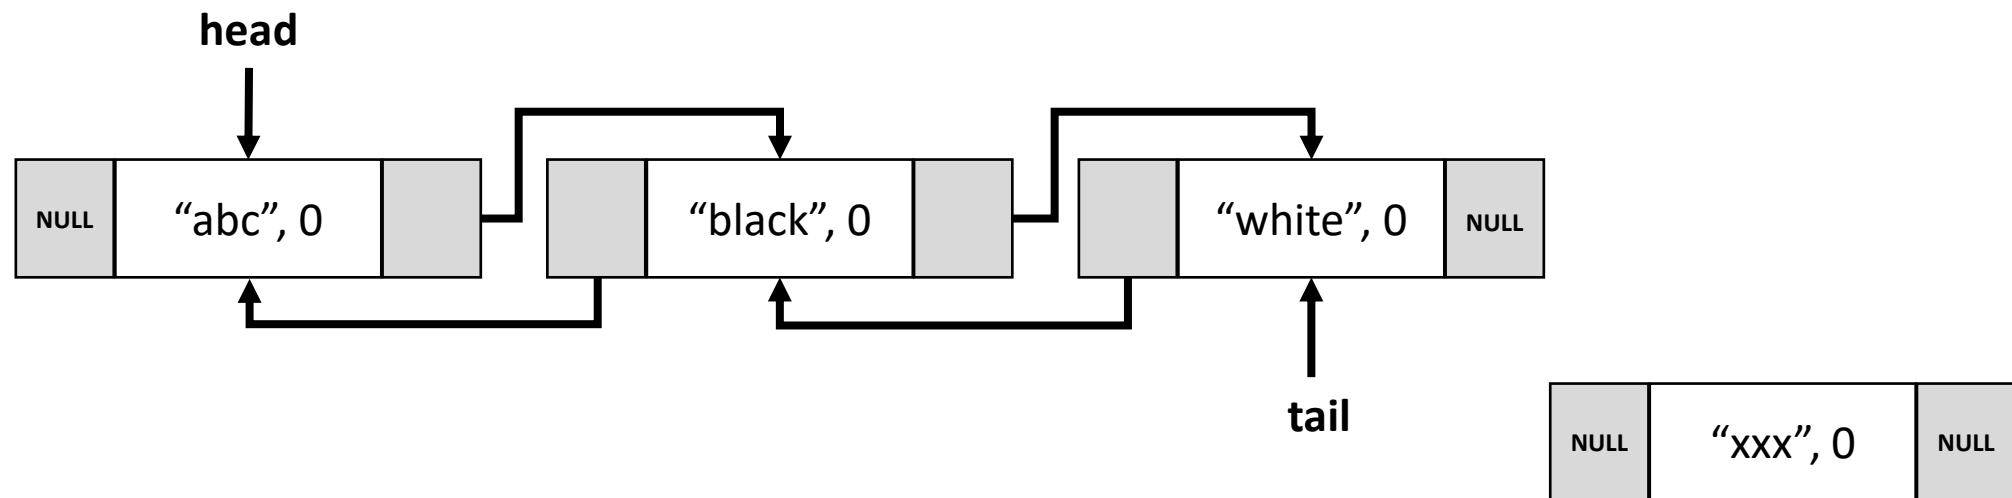 head
NULL “abc”, 0 “black”, 0 “white”, 0 NULL
tail
NULL “xxx”, 0 NULL